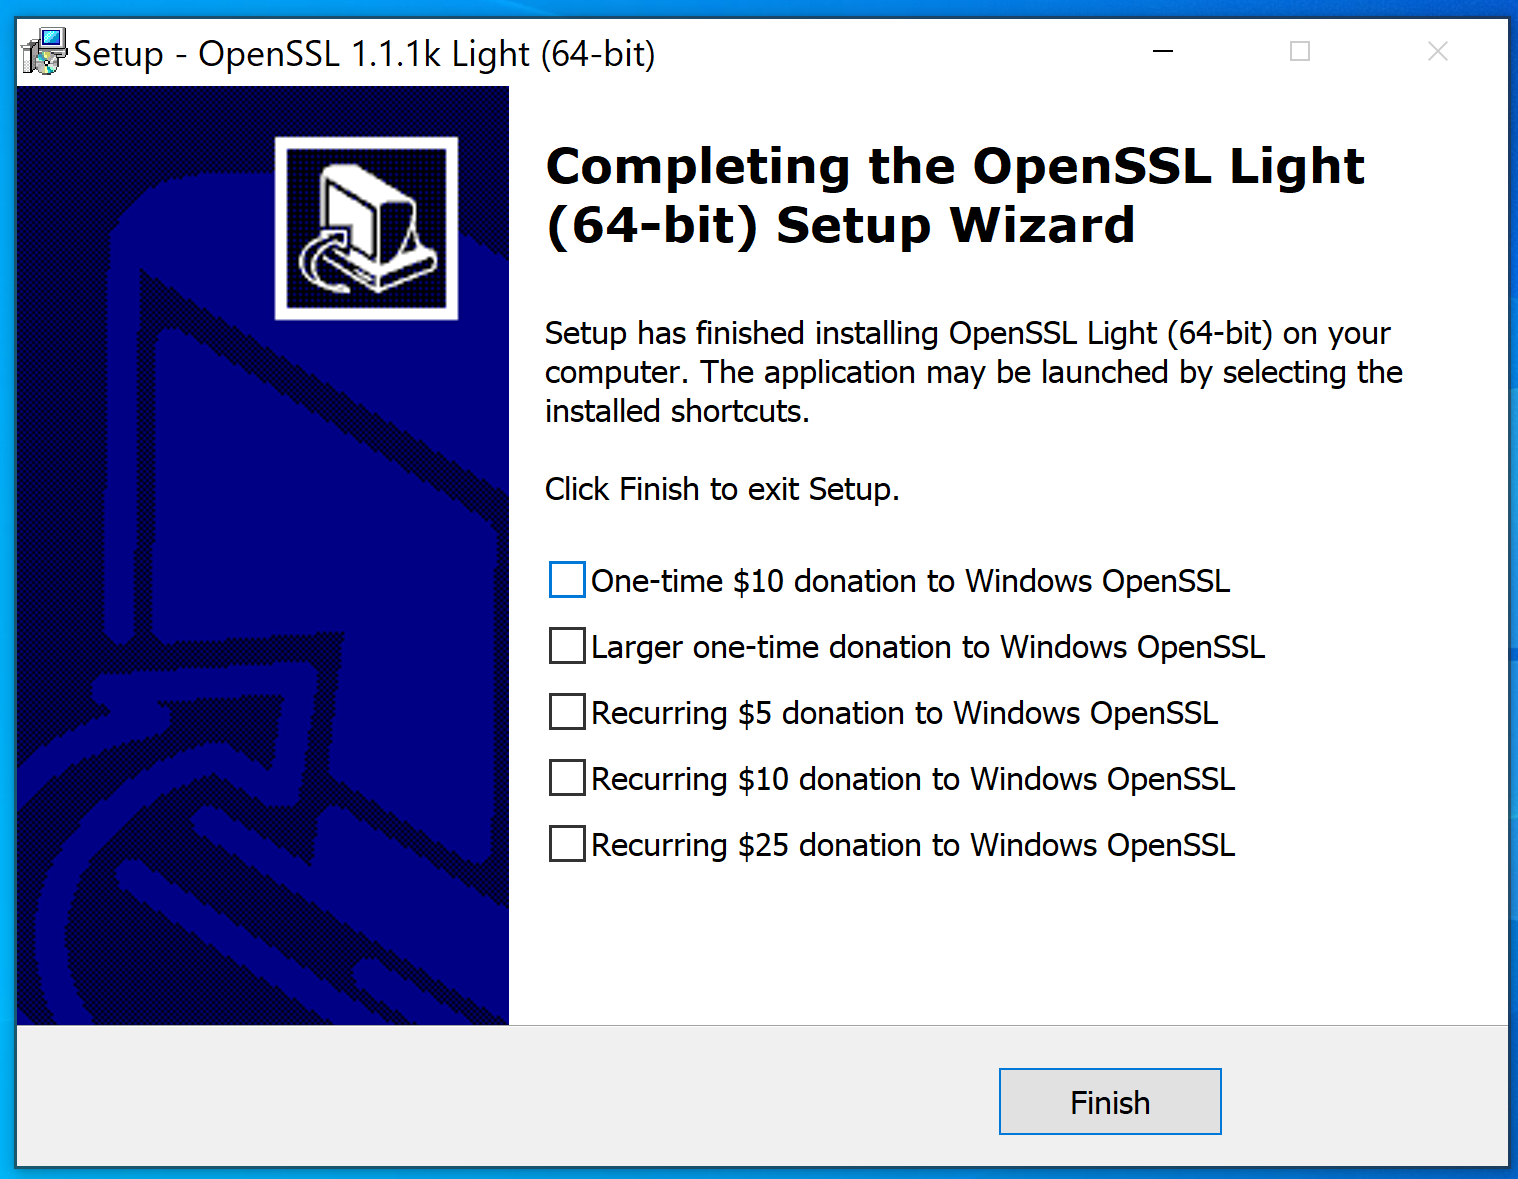 Setup - OpenSSL 1.1.1k Light (64-bit)
Completing the OpenSSL Light
(64-bit) Setup Wizard
Setup has finished installing OpenSSL Light (64-bit) on your
computer. The application may be launched by selecting the
installed shortcuts.
Click Finish to exit Setup.
One-time $10 donation to Windows OpenSSL
Larger one-time donation to Windows OpenSSL
Recurring $5 donation to Windows OpenSSL
Recurring $10 donation to Windows OpenSSL
Recurring $25 donation to Windows OpenSSL
Finish